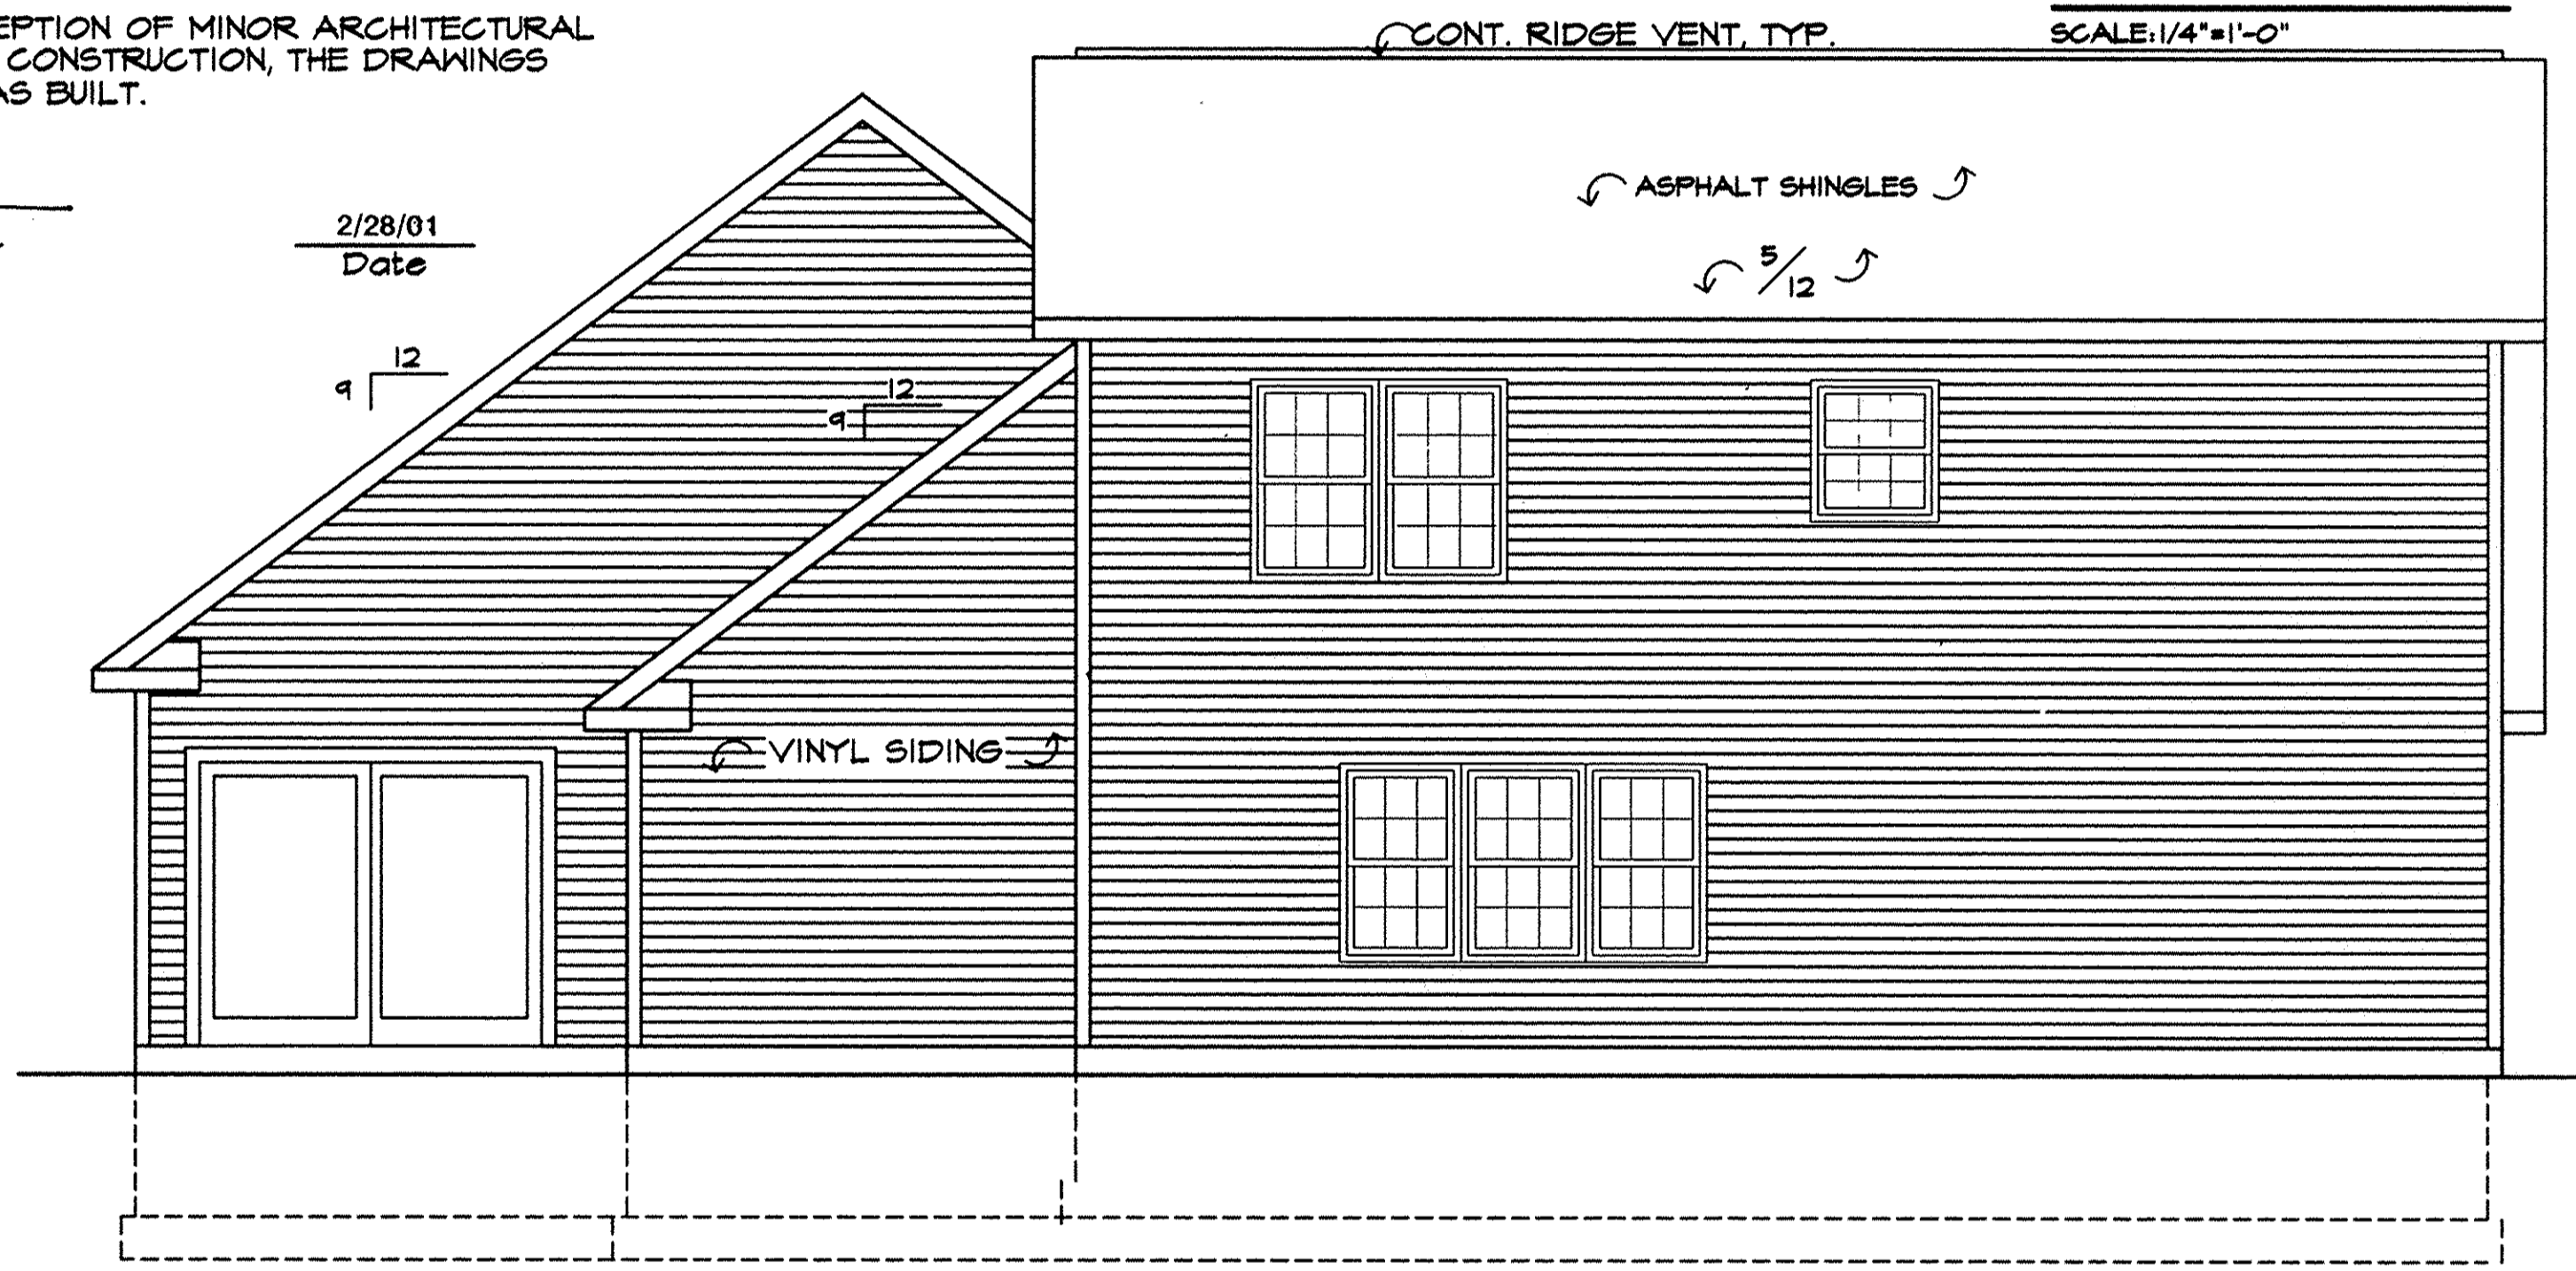 EPTION OF MINOR ARCHITECTURAL
CONSTRUCTION, THE DRAWINGS
AS BUILT.
2/28/01
Date
CONT. RIDGE VENT, TYP.
SCALE:1/4"=1'-0"
ASPHALT SHINGLES
5/12
12
9
12
9
VINYL SIDING